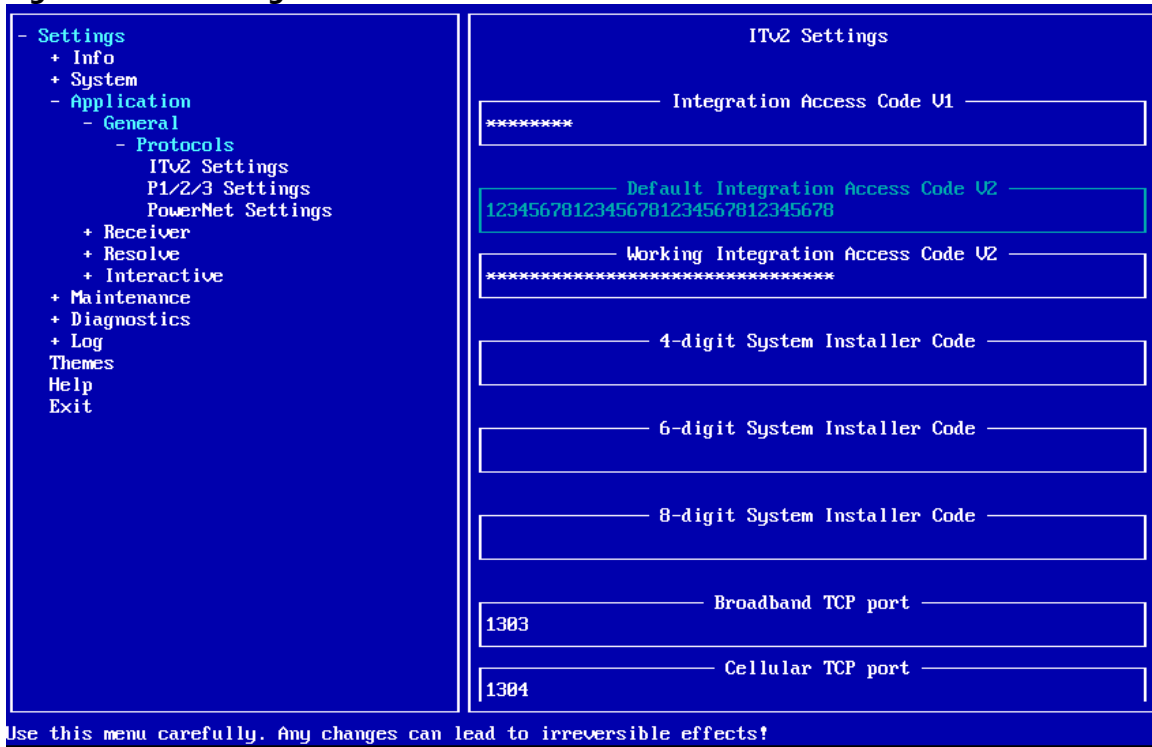 - Settings
+ Info
+ System
- Application
- General
- Protocols
ITv2 Settings
P1/2/3 Settings
PowerNet Settings
+ Receiver
+ Resolve
+ Interactive
+ Maintenance
+ Diagnostics
+ Log
Themes
Help
Exit
ITv2 Settings
Integration Access Code V1
********
Default Integration Access Code V2
12345678123456781234567812345678
Working Integration Access Code V2
********************************
4-digit System Installer Code
6-digit System Installer Code
8-digit System Installer Code
Broadband TCP port
1303
Cellular TCP port
1304
Use this menu carefully. Any changes can lead to irreversible effects!